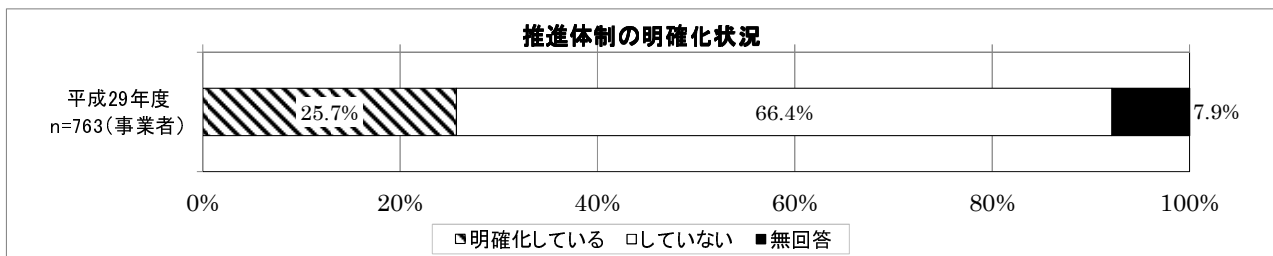 推進体制の明確化状況
平成29年度
n=763（事業者）
25.7%
66.4%
7.9%
0% 20% 40% 60% 80% 100%
明確化している していない 無回答